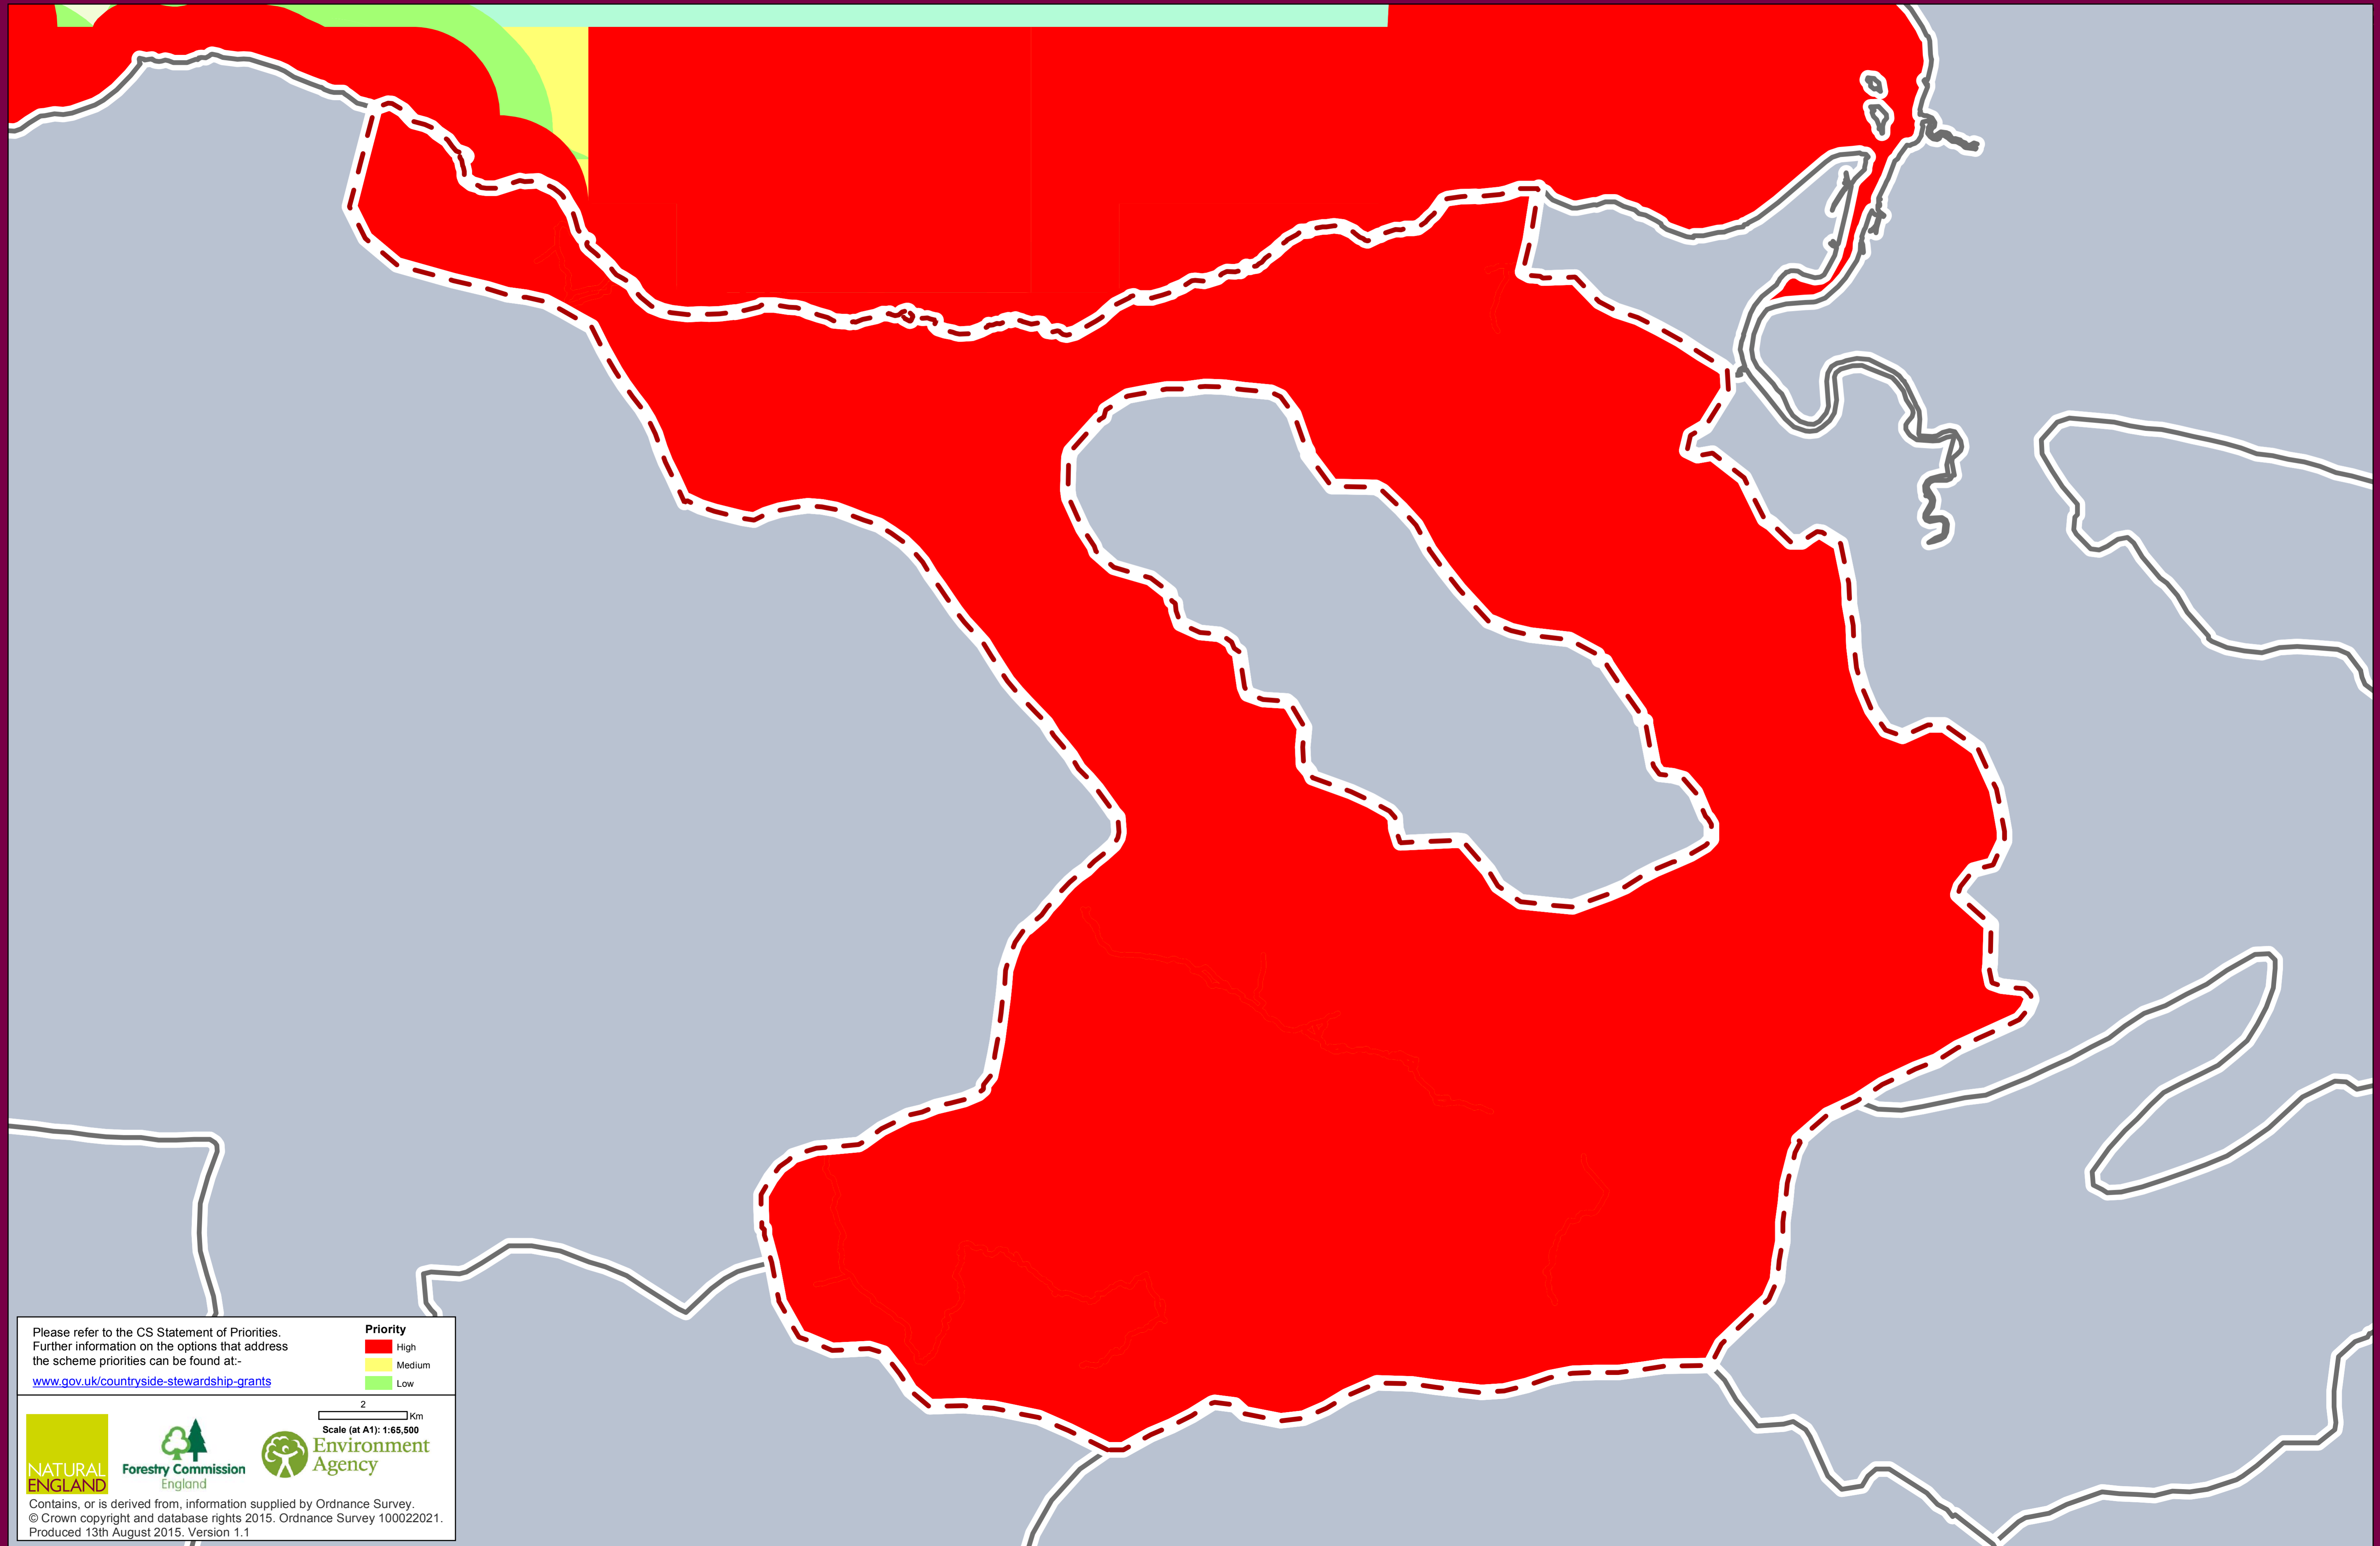 Please refer to the CS Statement of Priorities.
Further information on the options that address
the scheme priorities can be found at:-
www.gov.uk/countryside-stewardship-grants
Priority
High
Medium
Low
2
Km
Scale (at A1): 1:65,500
NATURAL
ENGLAND
Forestry Commission
England
Environment
Agency
Contains, or is derived from, information supplied by Ordnance Survey.
© Crown copyright and database rights 2015. Ordnance Survey 100022021.
Produced 13th August 2015. Version 1.1